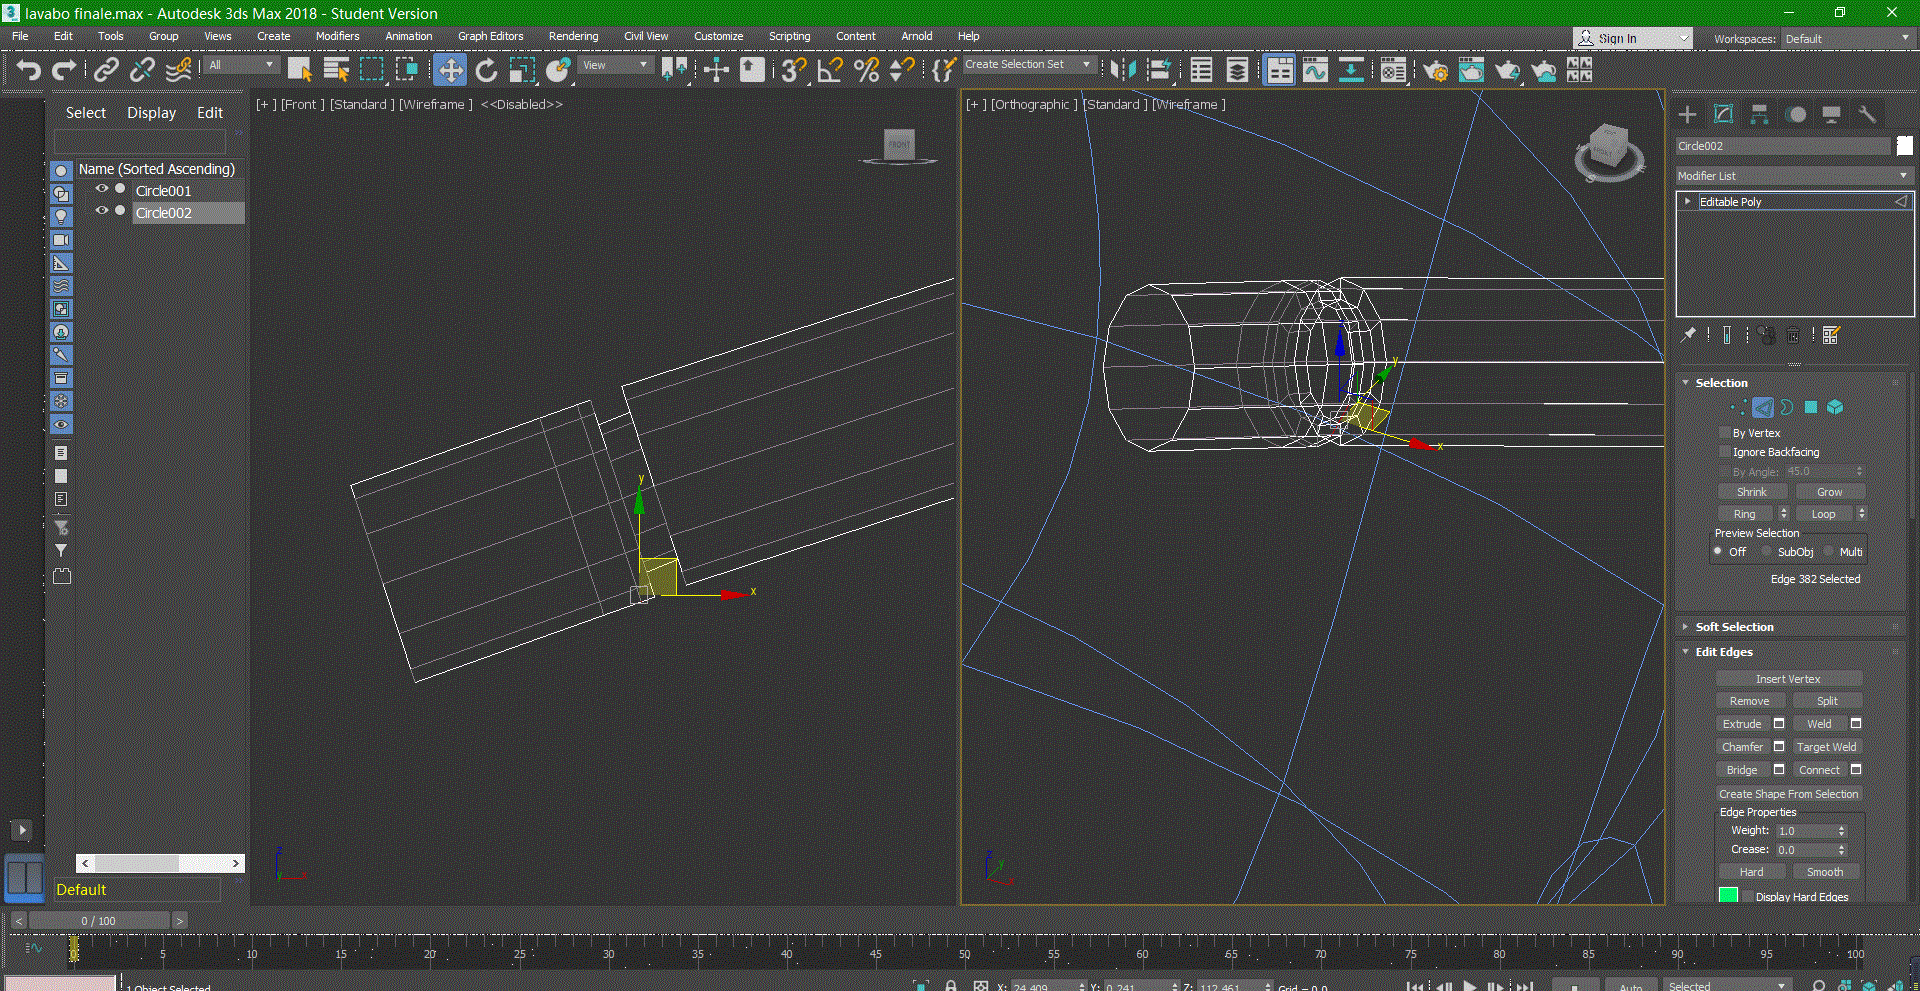 lavabo finale.max - Autodesk 3ds Max 2018 - Student Version
File Edit Tools Group Views Create Modifiers Animation Graph Editors Rendering Civil View Customize Scripting Content Arnold Help
Sign In
Workspaces: Default
All
View
Create Selection Set
Select Display Edit
Name (Sorted Ascending)
Circle001
Circle002
Default
[+ ] [Front ] [Standard ] [Wireframe ] <<Disabled>>
FRONT
y
x
[+ ] [Orthographic ] [Standard ] [Wireframe ]
y
x
Circle002
Modifier List
Editable Poly
Selection
By Vertex
Ignore Backfacing
By Angle: 45.0
Shrink Grow
Ring Loop
Preview Selection
Off SubObj Multi
Edge 382 Selected
Soft Selection
Edit Edges
Insert Vertex
Remove Split
Extrude Weld
Chamfer Target Weld
Bridge Connect
Create Shape From Selection
Edge Properties
Weight: 1.0
Crease: 0.0
Hard Smooth
Display Hard Edges
< 0 / 100 >
0 5 10 15 20 25 30 35 40 45 50 55 60 65 70 75 80 85 90 95 100
1 Object Selected
X: 24.409 Y: 0.241 Z: 112.461 Grid = 0.0
Auto Selected